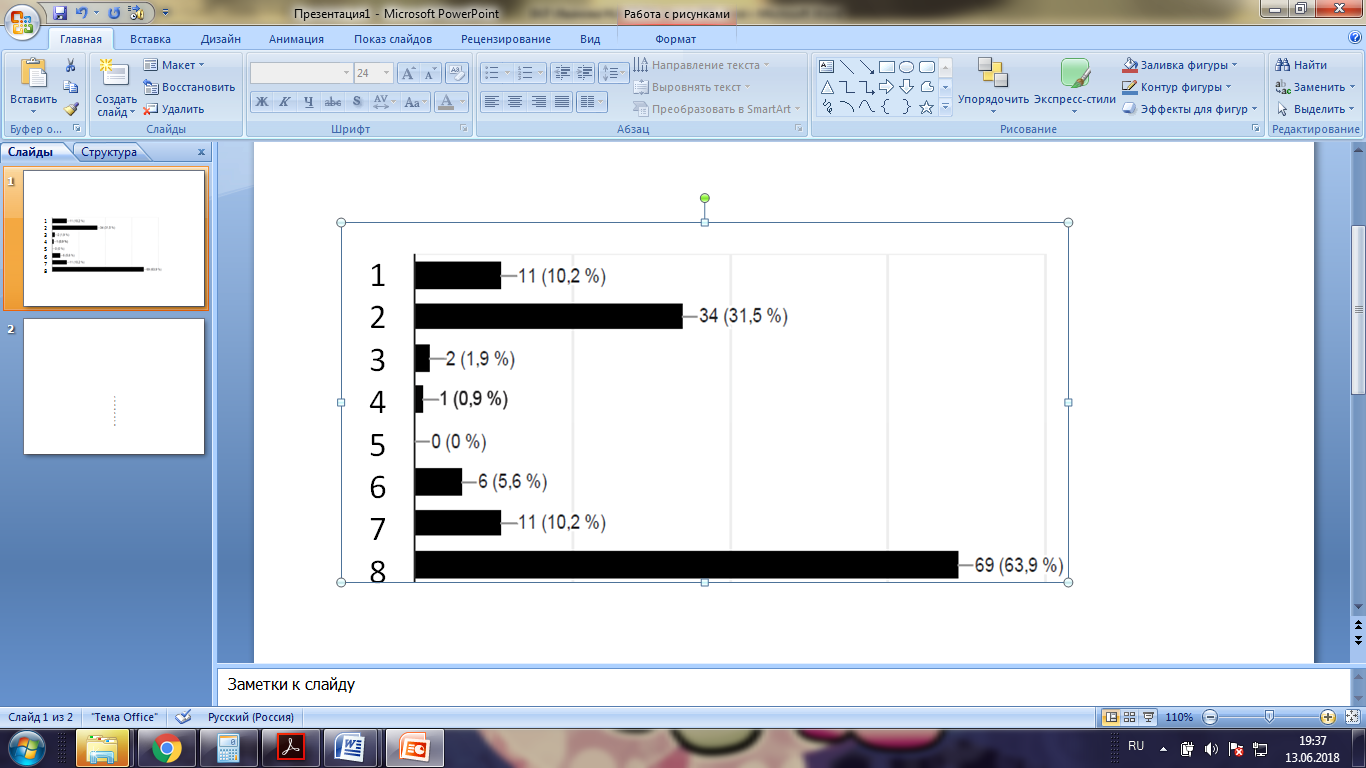 Презентация1 - Microsoft PowerPoint
Работа с рисунками
Главная Вставка Дизайн Анимация Показ слайдов Рецензирование Вид Формат
Вставить
Буфер о...
Создать слайд
Макет
Восстановить
Удалить
Слайды
24
Ж К Ч abc S AV Aa A
Шрифт
Направление текста
Выровнять текст
Преобразовать в SmartArt
Абзац
Упорядочить
Экспресс-стили
Заливка фигуры
Контур фигуры
Эффекты для фигур
Рисование
Найти
Заменить
Выделить
Редактирование
Слайды Структура x
1
2
1 11 (10,2 %)
2 34 (31,5 %)
3 2 (1,9 %)
4 1 (0,9 %)
5 0 (0 %)
6 6 (5,6 %)
7 11 (10,2 %)
8 69 (63,9 %)
Заметки к слайду
Слайд 1 из 2 "Тема Office" Русский (Россия) 110%
RU 19:37
13.06.2018